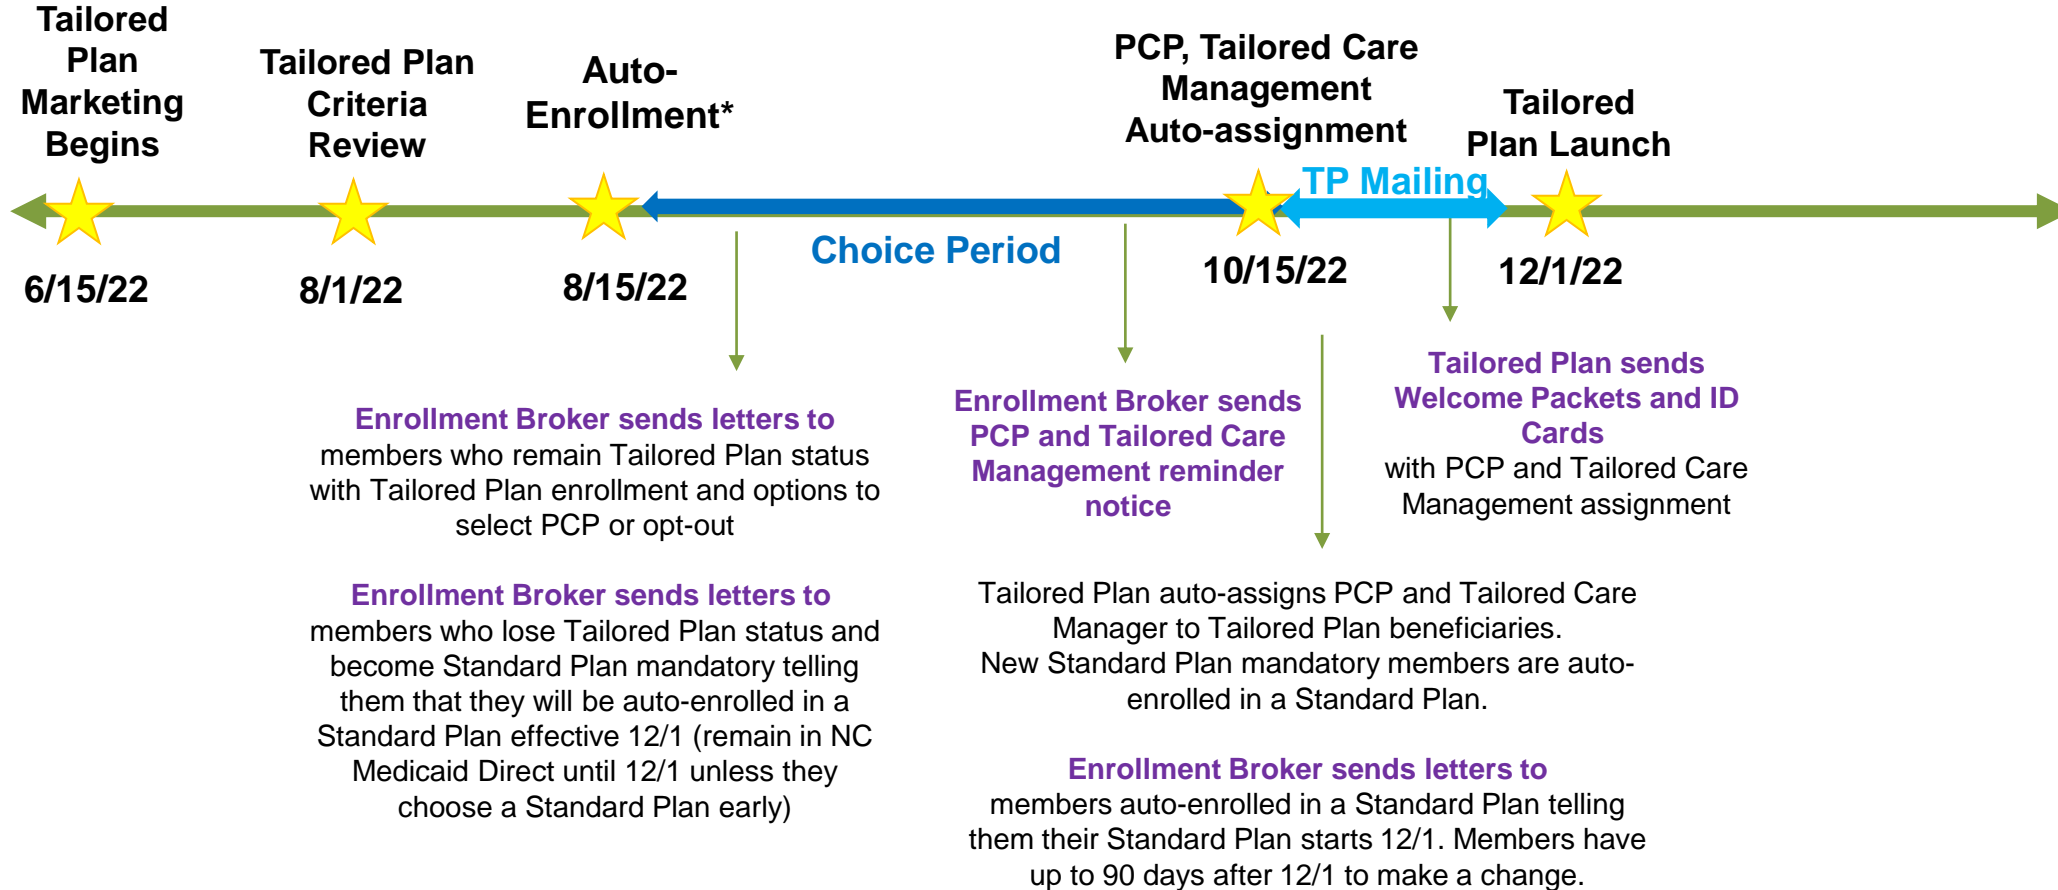 Tailored
Plan
Marketing
Begins
Tailored Plan
Criteria
Review
Auto-
Enrollment*
PCP, Tailored Care
Management
Auto-assignment
Tailored
Plan Launch
TP Mailing
Choice Period
6/15/22
8/1/22
8/15/22
10/15/22
12/1/22
Enrollment Broker sends letters to
members who remain Tailored Plan status
with Tailored Plan enrollment and options to
select PCP or opt-out
Enrollment Broker sends letters to
members who lose Tailored Plan status and
become Standard Plan mandatory telling
them that they will be auto-enrolled in a
Standard Plan effective 12/1 (remain in NC
Medicaid Direct until 12/1 unless they
choose a Standard Plan early)
Enrollment Broker sends
PCP and Tailored Care
Management reminder
notice
Tailored Plan sends
Welcome Packets and ID
Cards
with PCP and Tailored Care
Management assignment
Tailored Plan auto-assigns PCP and Tailored Care
Manager to Tailored Plan beneficiaries.
New Standard Plan mandatory members are auto-
enrolled in a Standard Plan.
Enrollment Broker sends letters to
members auto-enrolled in a Standard Plan telling
them their Standard Plan starts 12/1. Members have
up to 90 days after 12/1 to make a change.